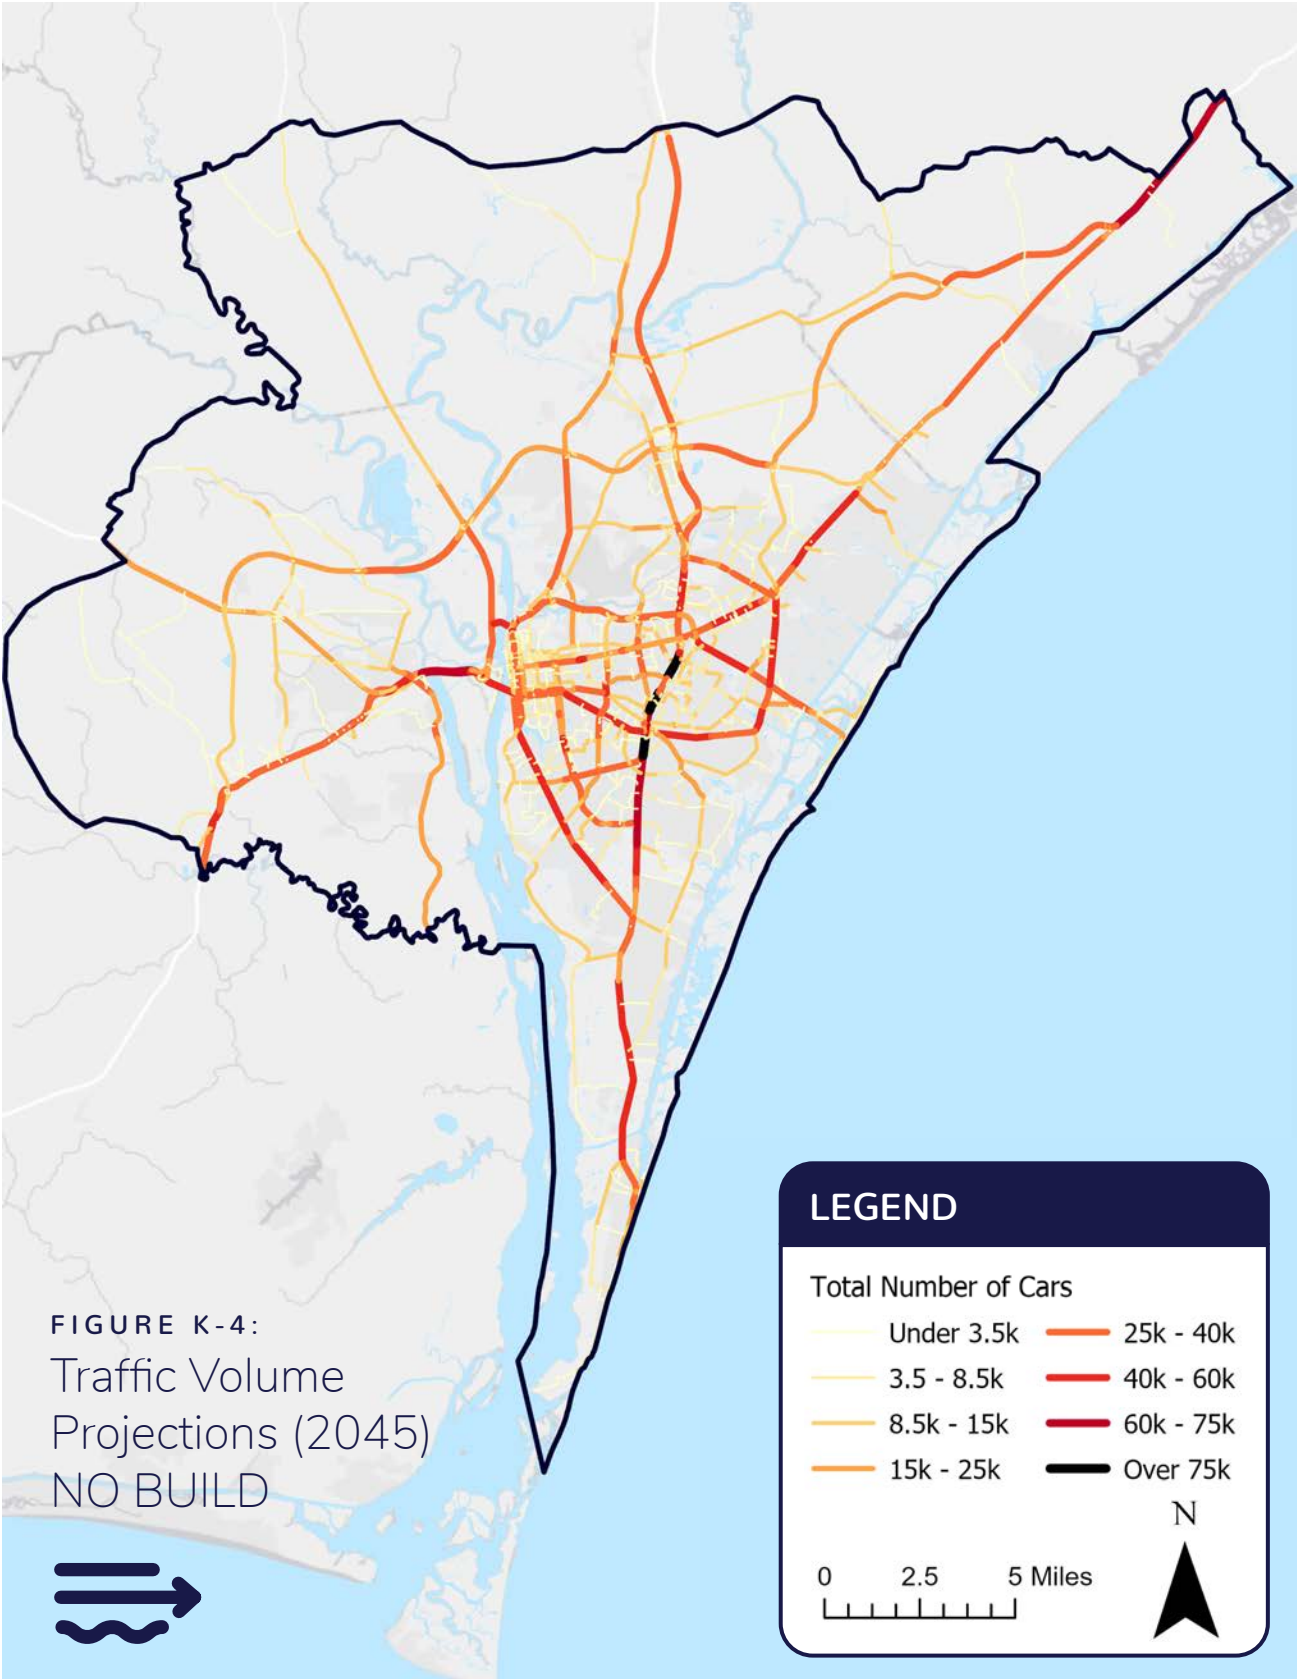 LEGEND
Total Number of Cars
Under 3.5k
3.5 - 8.5k
8.5k - 15k
15k - 25k
25k - 40k
40k - 60k
60k - 75k
Over 75k
N
0 2.5 5 Miles
FIGURE K-4:
Traffic Volume
Projections (2045)
NO BUILD